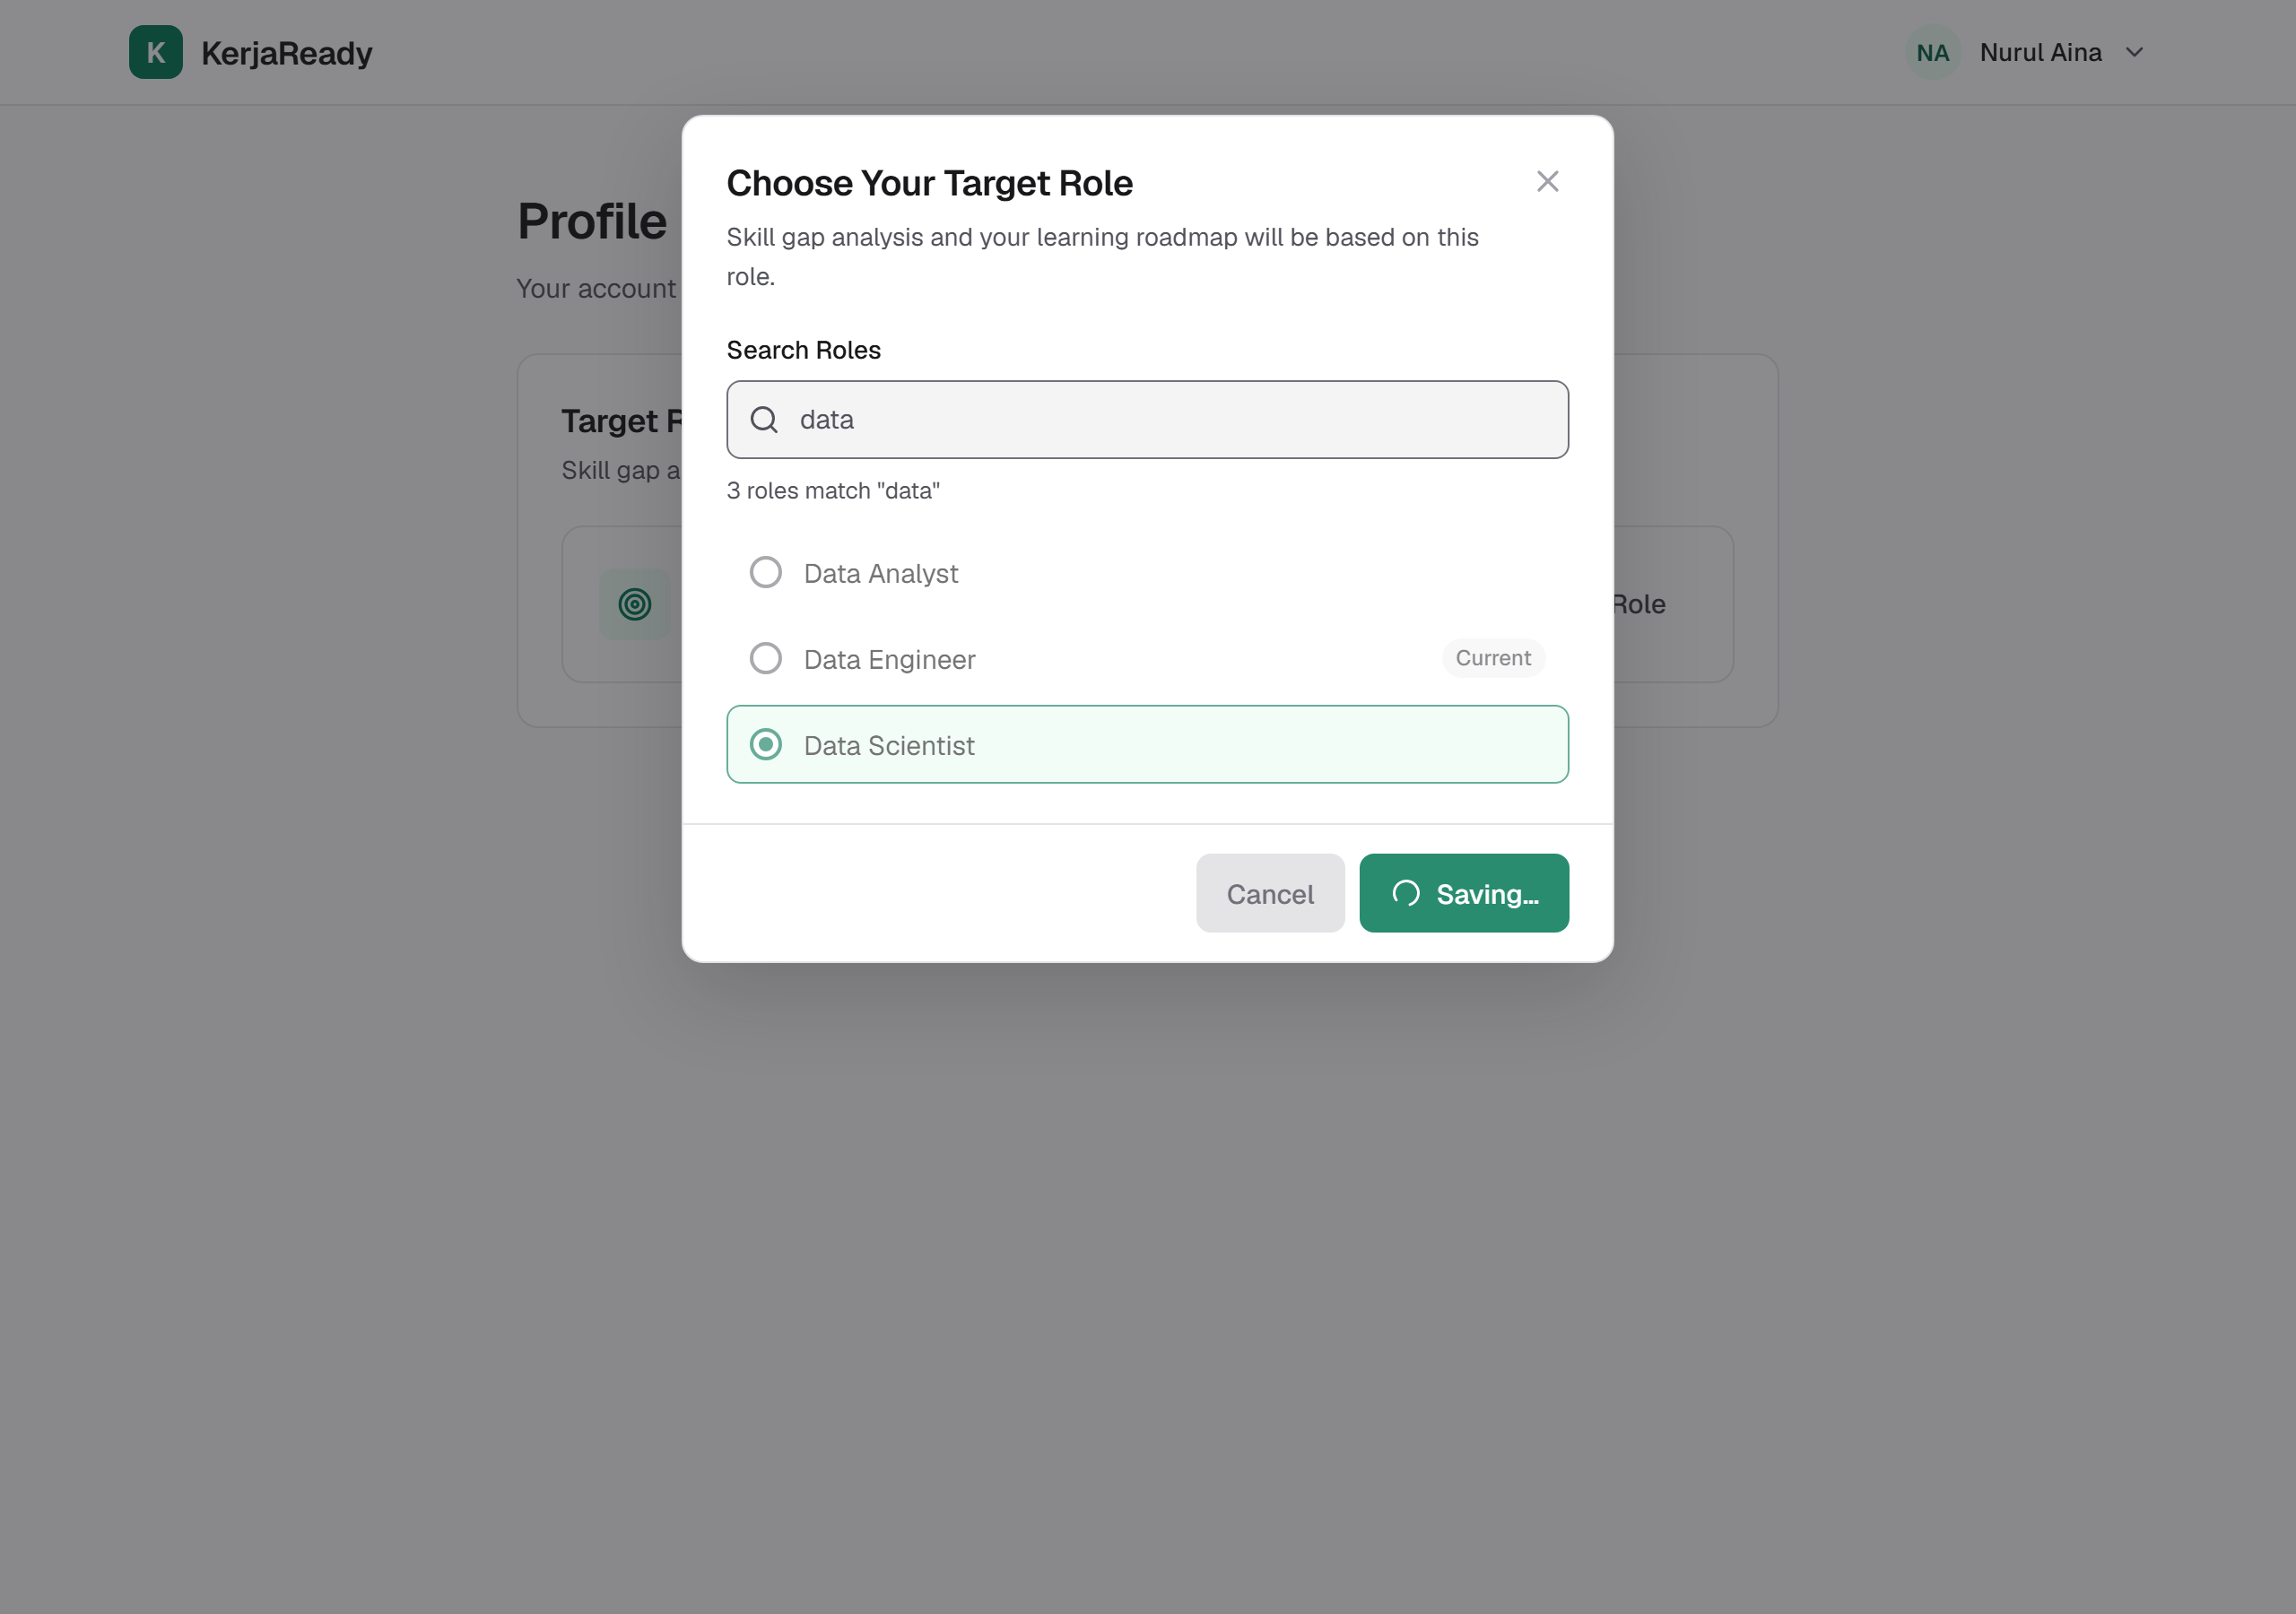 K KerjaReady
NA Nurul Aina
Profile
Your account
Target R
Skill gap a
Role
Choose Your Target Role
Skill gap analysis and your learning roadmap will be based on this
role.
Search Roles
data
3 roles match "data"
Data Analyst
Data Engineer
Current
Data Scientist
Cancel
Saving...